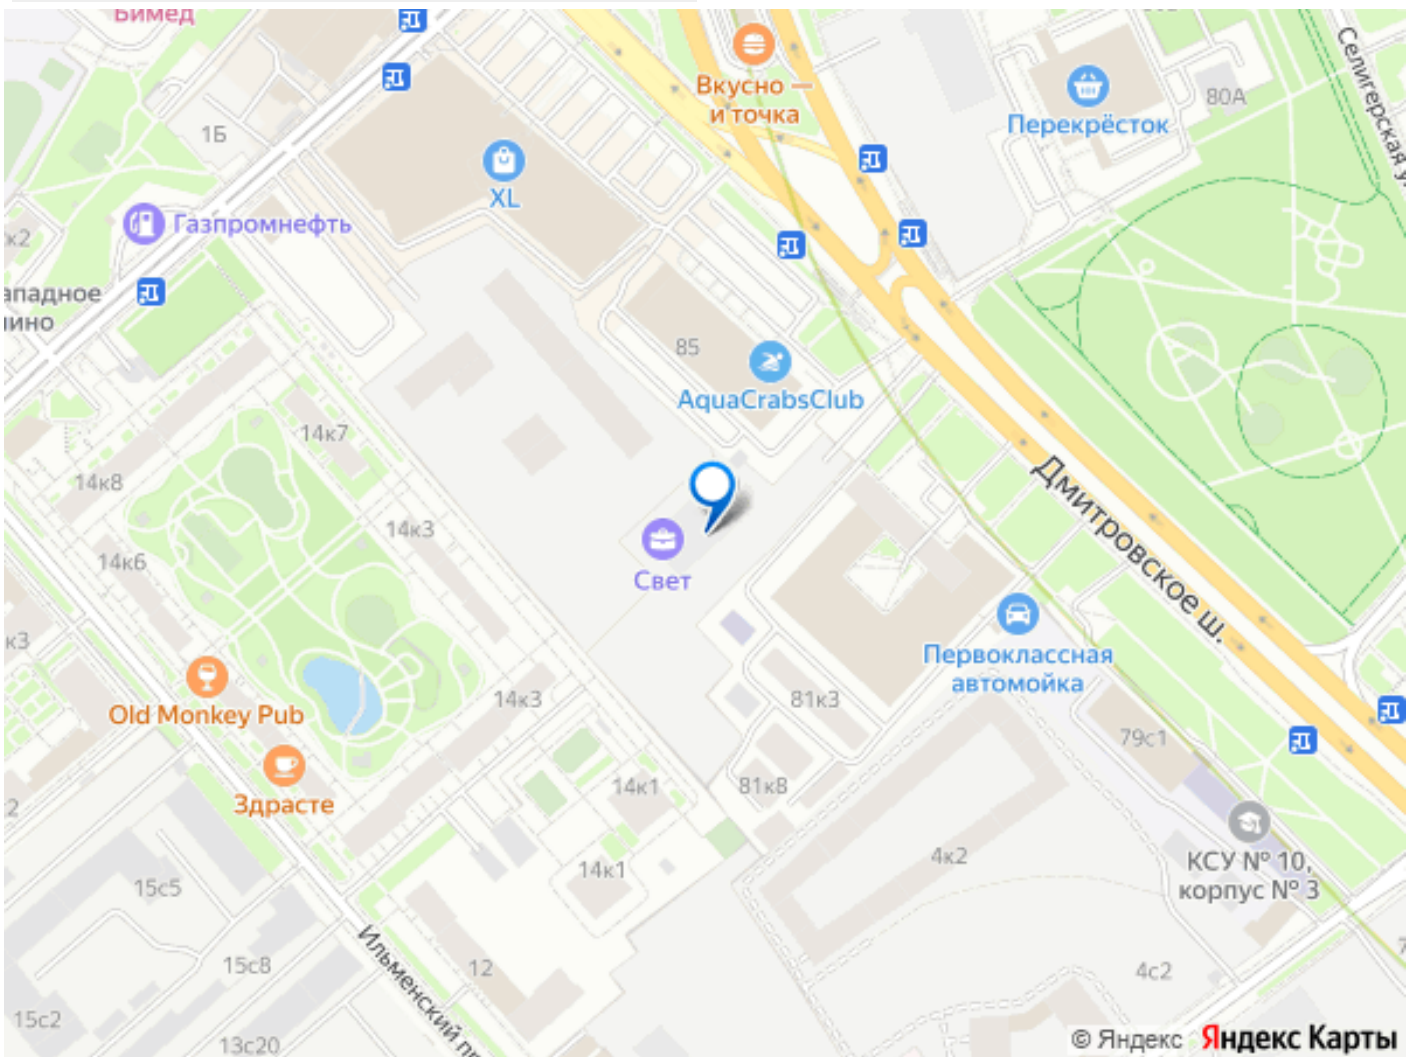 Бимед
Вкусно —
и точка
Селигерская у
80А
Перекрёсток
1Б
XL
Газпромнефть
к2
ападное
ино
85
AquaCrabsClub
14к7
14к8
14к3
14к6
Свет
Дмитровское ш.
к3
Первоклассная
автомойка
Old Monkey Pub
14к3
81к3
79с1
Здрасте
14к1
81к8
2
4к2
КСУ № 10,
корпус № 3
14к1
15с5
Ильменский пр
15с8
12
4с2
7
15с2
13с20
© Яндекс Яндекс Карты